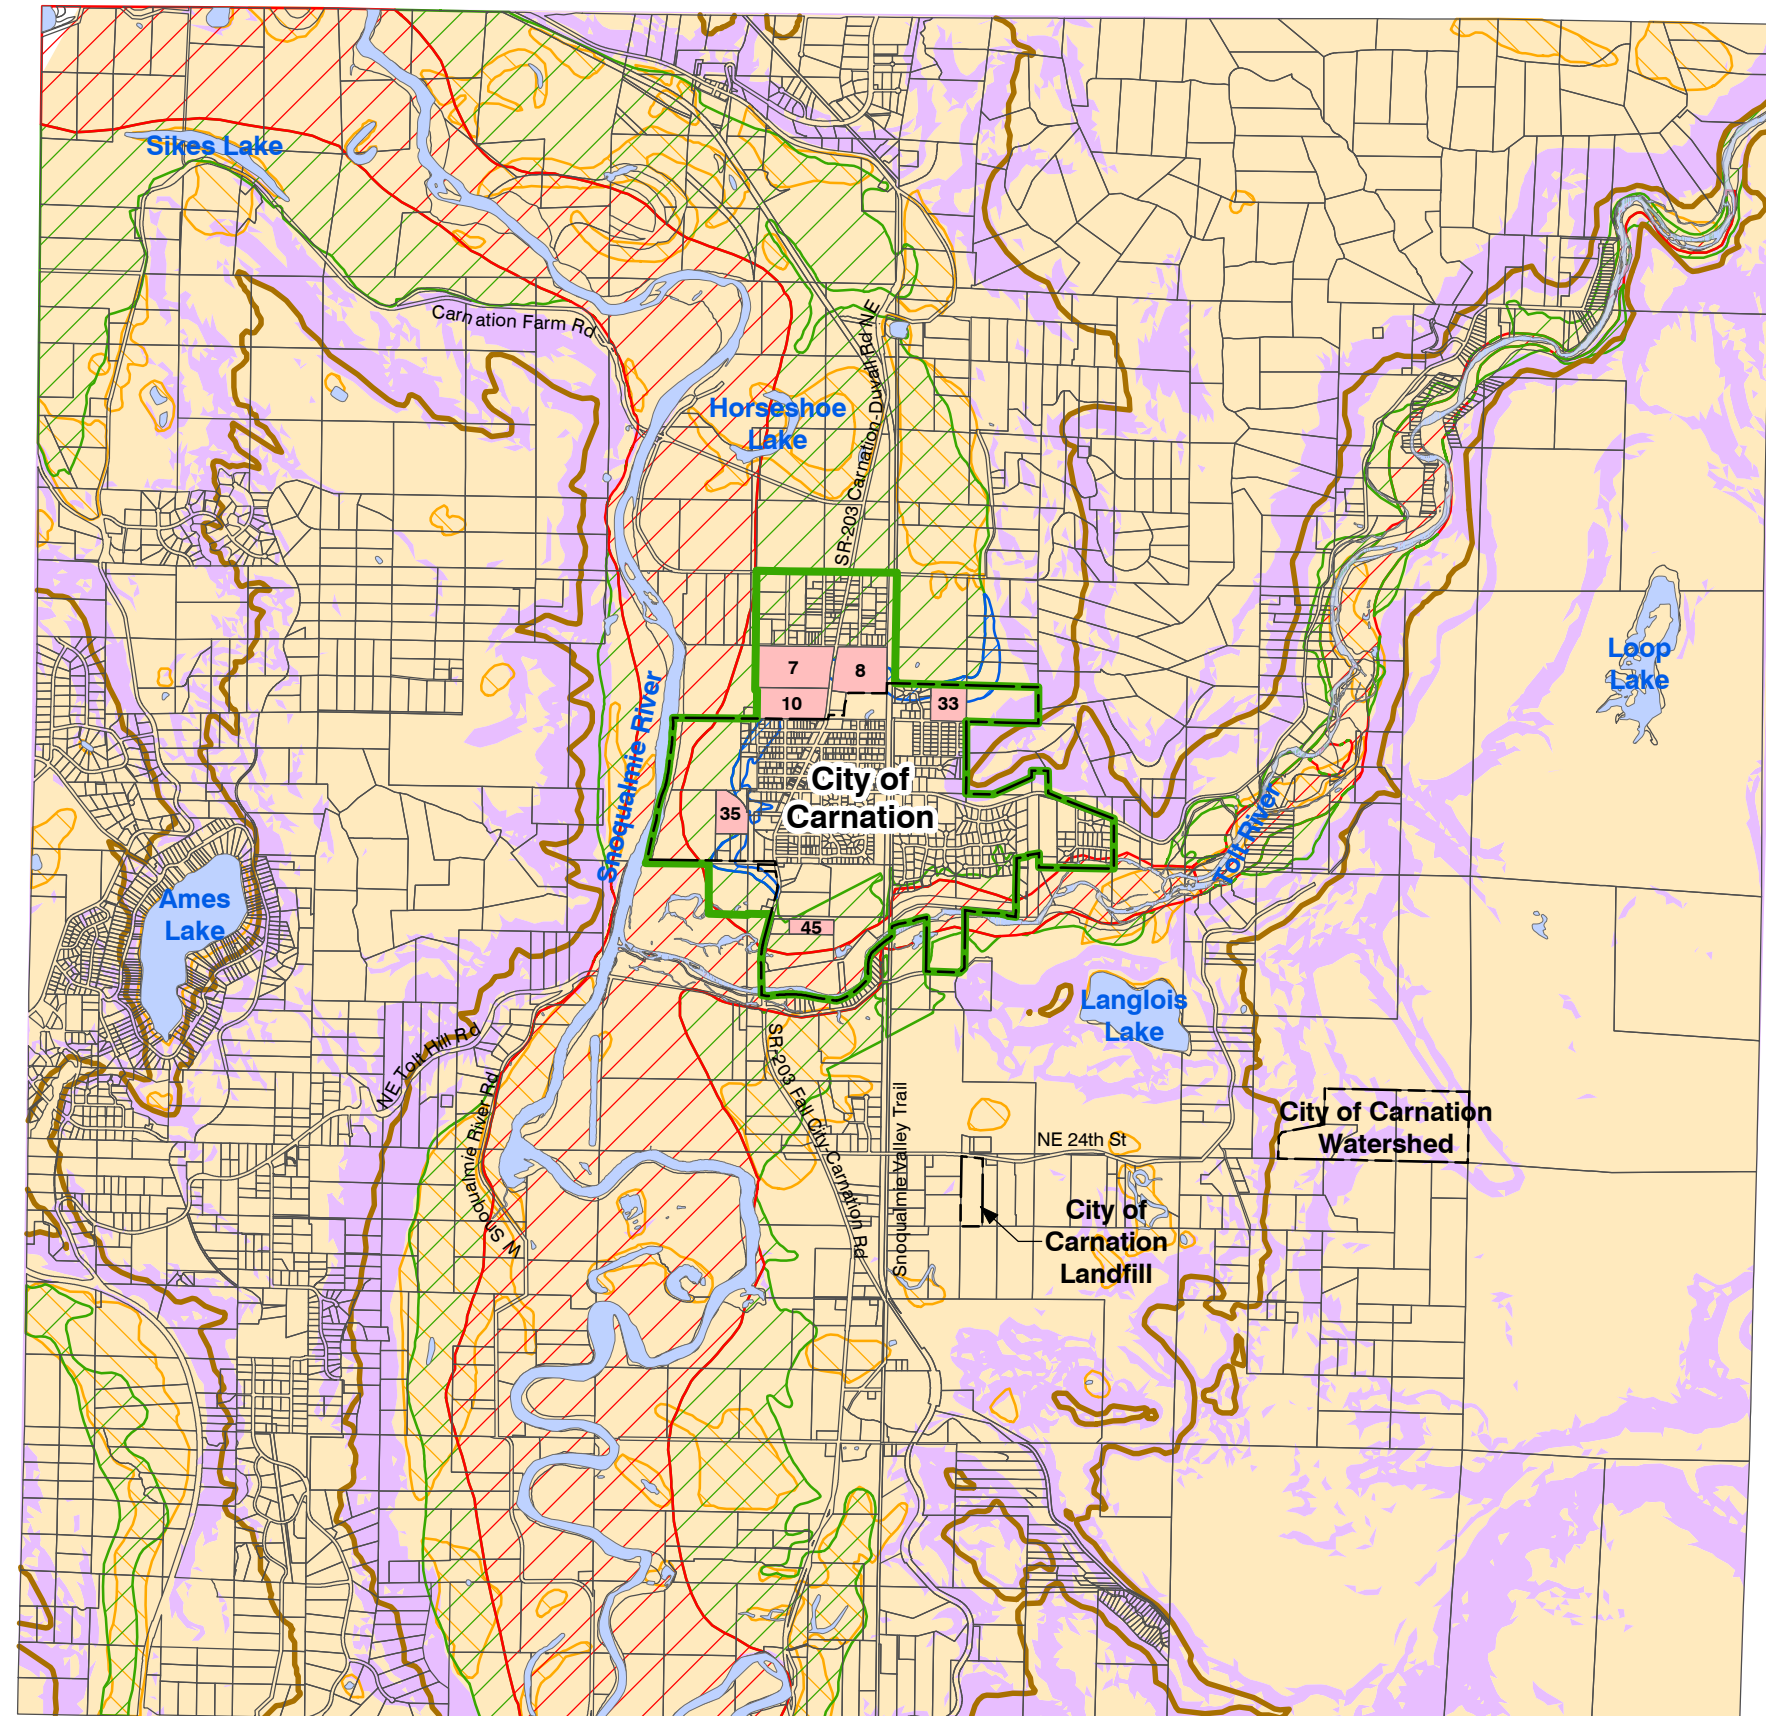 Sikes Lake
Carnation Farm Rd
SR-203 Carnation-Duvall Rd NE
Horseshoe
Lake
7
8
10
33
Loop
Lake
Snoqualmie River
City of
Carnation
35
Tolt River
Ames
Lake
45
Langlois
Lake
NE Tolt Hill Rd
SR-203 Fall City-Carnation Rd
W Snoqualmie River Rd
Snoqualmie Valley Trail
NE 24th St
City of Carnation
Watershed
City of
Carnation
Landfill